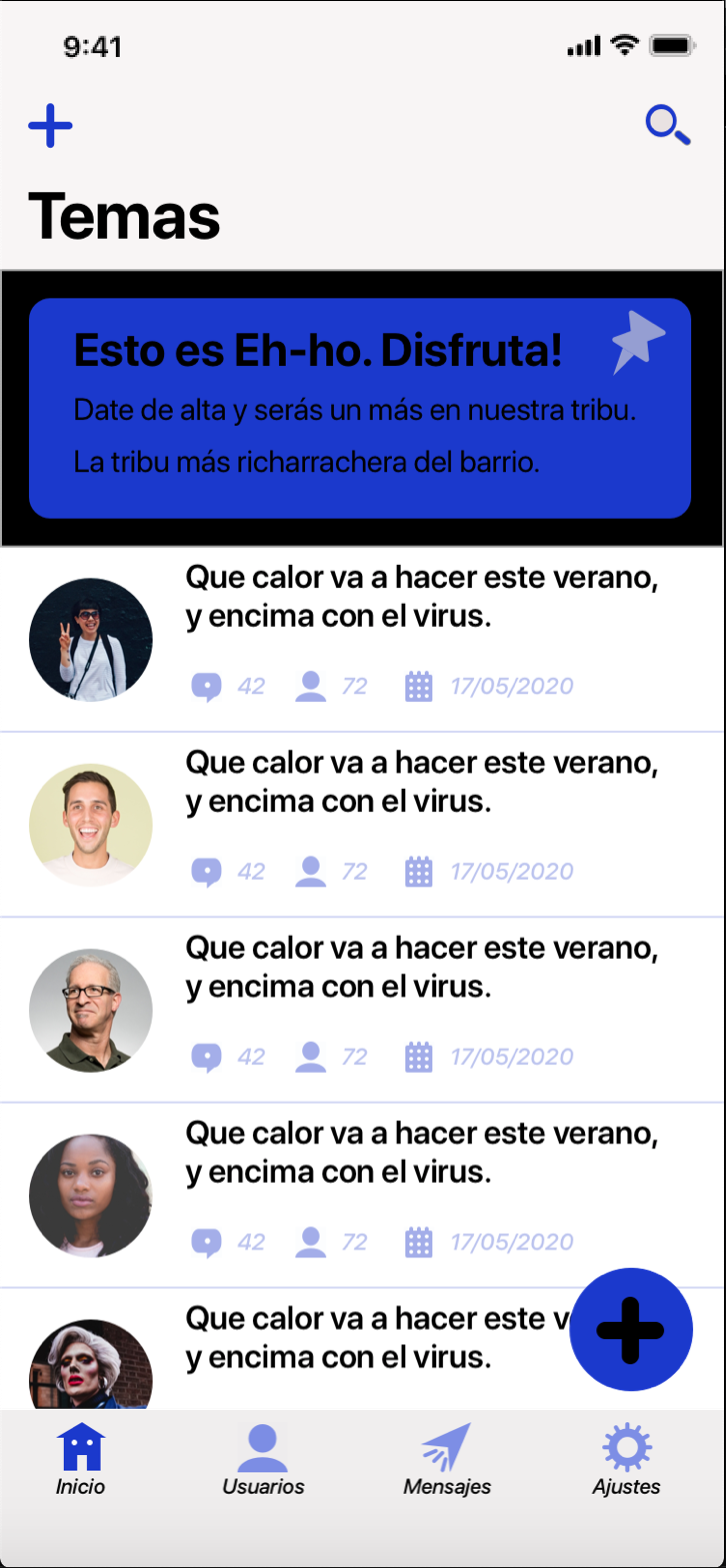 9:41
Temas
Esto es Eh-ho. Disfruta!
Date de alta y serás un más en nuestra tribu.
La tribu más richarrachera del barrio.
Que calor va a hacer este verano,
y encima con el virus.
42 72 17/05/2020
Que calor va a hacer este verano,
y encima con el virus.
42 72 17/05/2020
Que calor va a hacer este verano,
y encima con el virus.
42 72 17/05/2020
Que calor va a hacer este verano,
y encima con el virus.
42 72 17/05/2020
Que calor va a hacer este v
y encima con el virus.
Inicio Usuarios Mensajes Ajustes